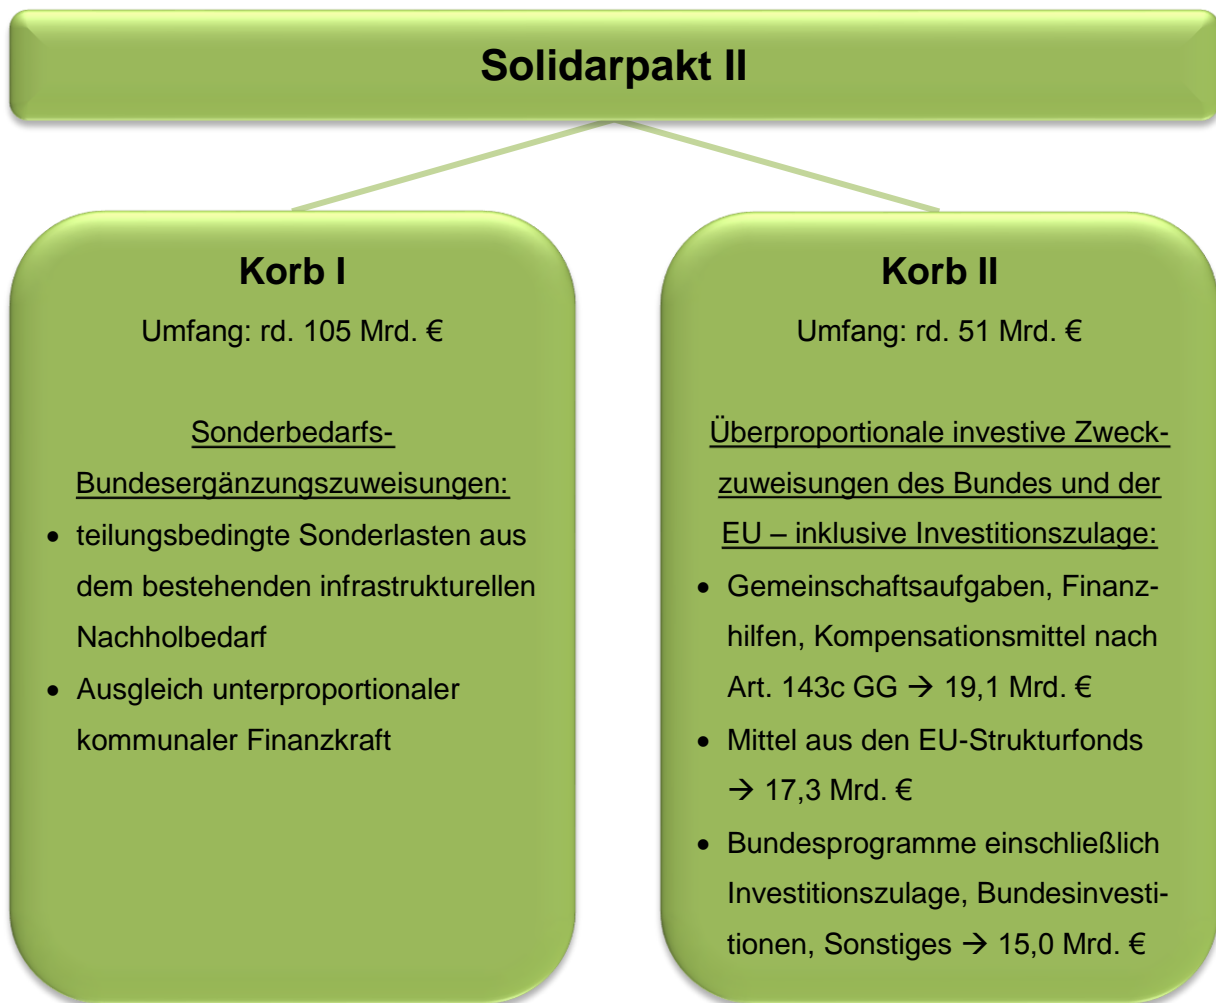 Solidarpakt II
Korb I
Umfang: rd. 105 Mrd. €
Sonderbedarfs-
Bundesergänzungszuweisungen:
• teilungsbedingte Sonderlasten aus
dem bestehenden infrastrukturellen
Nachholbedarf
• Ausgleich unterproportionaler
kommunaler Finanzkraft
Korb II
Umfang: rd. 51 Mrd. €
Überproportionale investive Zweck-
zuweisungen des Bundes und der
EU – inklusive Investitionszulage:
• Gemeinschaftsaufgaben, Finanz-
hilfen, Kompensationsmittel nach
Art. 143c GG → 19,1 Mrd. €
• Mittel aus den EU-Strukturfonds
→ 17,3 Mrd. €
• Bundesprogramme einschließlich
Investitionszulage, Bundesinvesti-
tionen, Sonstiges → 15,0 Mrd. €